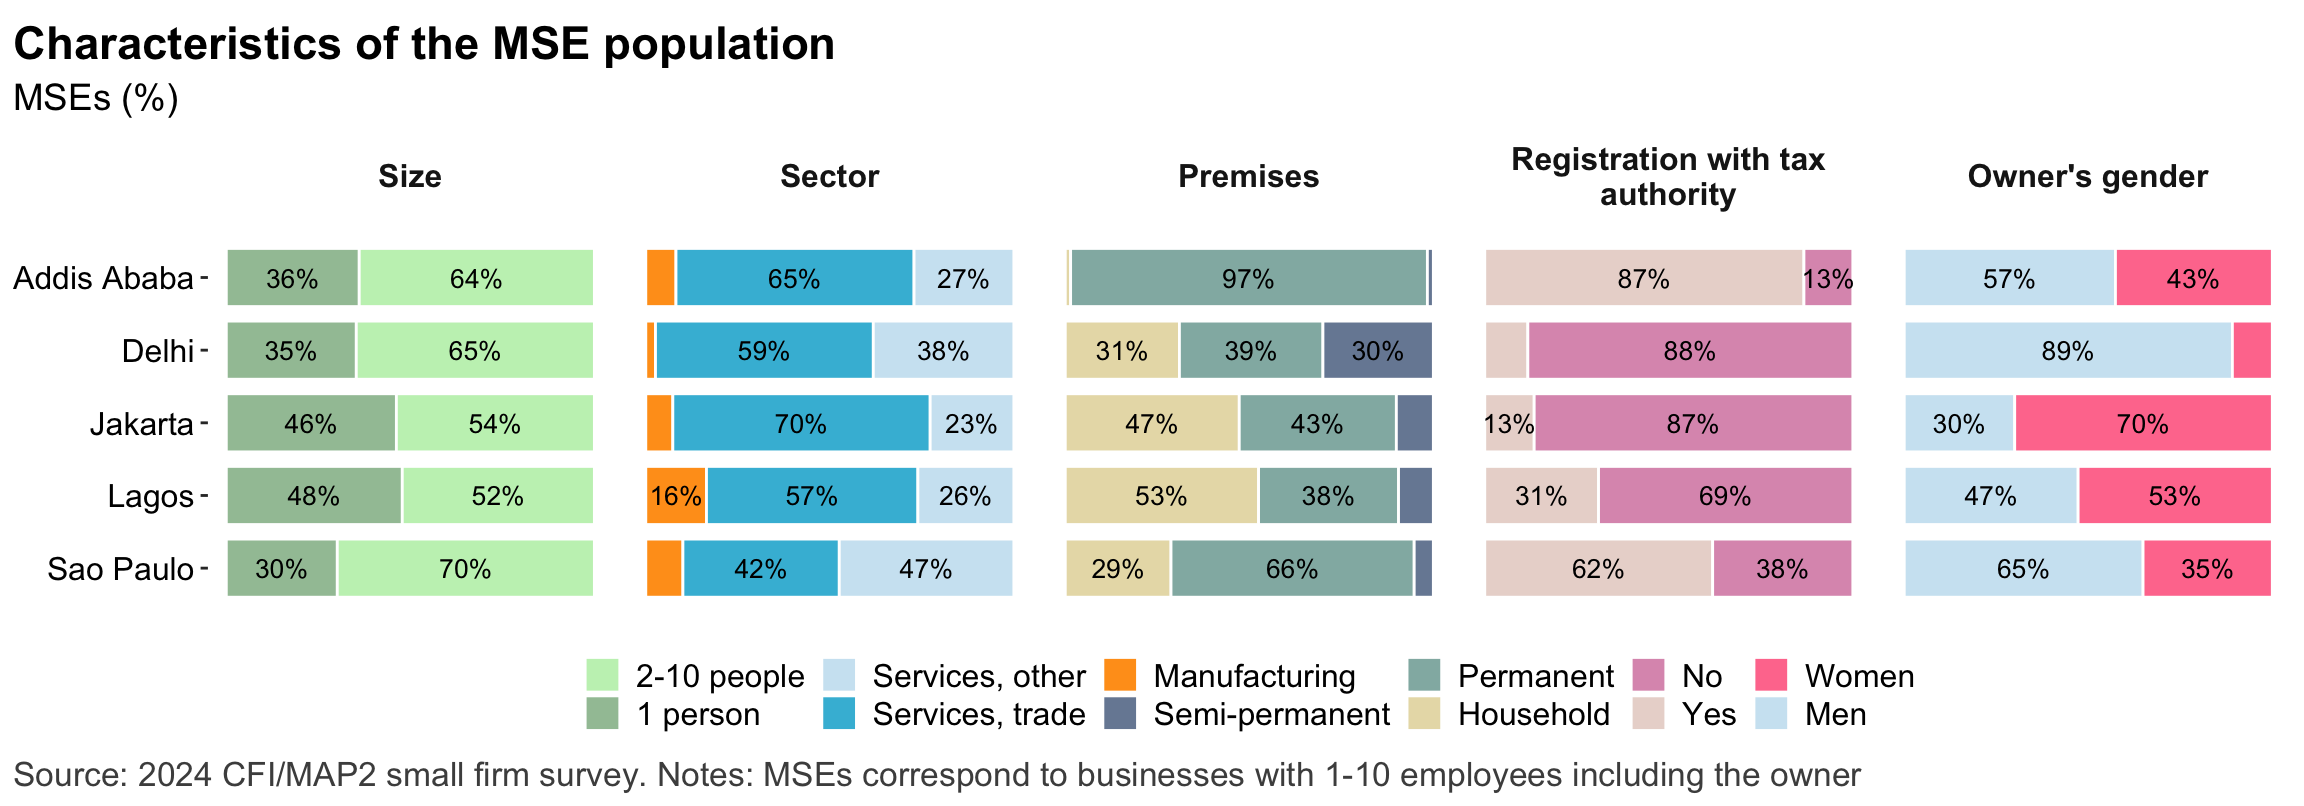 Characteristics of the MSE population
MSEs (%)
Size Sector Premises Registration with tax authority Owner's gender
Addis Ababa 36% 64% 65% 27% 97% 87% 13% 57% 43%
Delhi 35% 65% 59% 38% 31% 39% 30% 88% 89%
Jakarta 46% 54% 70% 23% 47% 43% 13% 87% 30% 70%
Lagos 48% 52% 16% 57% 26% 53% 38% 31% 69% 47% 53%
Sao Paulo 30% 70% 42% 47% 29% 66% 62% 38% 65% 35%
2-10 people Services, other Manufacturing Permanent No Women
1 person Services, trade Semi-permanent Household Yes Men
Source: 2024 CFI/MAP2 small firm survey. Notes: MSEs correspond to businesses with 1-10 employees including the owner